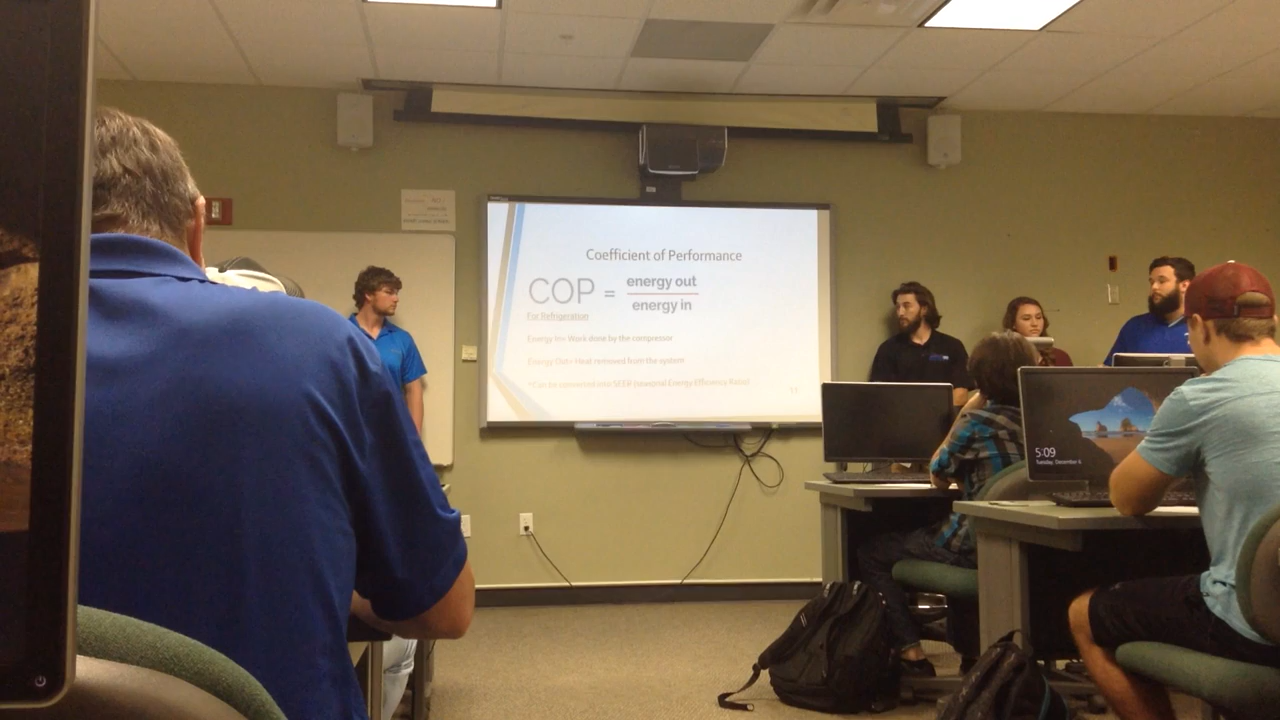 Coefficient of Performance
COP = energy out
energy in
For Refrigeration
Energy In= Work done by the compressor
Energy Out= Heat removed from the system
*Can be converted into SEER (seasonal Energy Efficiency Ratio)
11
5:09
Tuesday, December 6